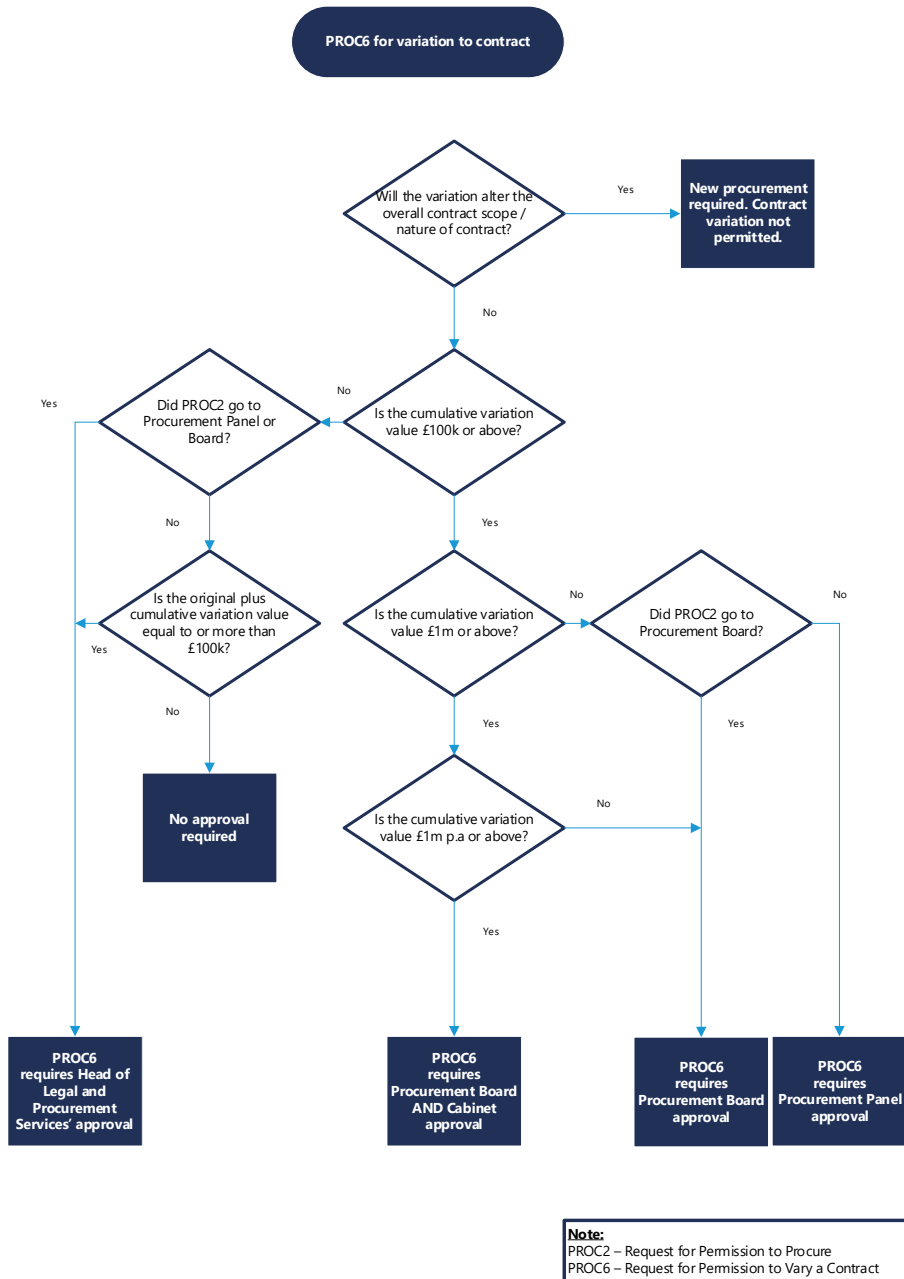 PROC6 for variation to contract
Will the variation alter the
overall contract scope /
nature of contract?
Yes
New procurement
required. Contract
variation not
permitted.
No
Is the cumulative variation
value £100k or above?
No
Did PROC2 go to
Procurement Panel or
Board?
Yes
No
Yes
Is the original plus
cumulative variation value
equal to or more than
£100k?
Yes
No
No approval
required
Is the cumulative variation
value £1m or above?
No
Did PROC2 go to
Procurement Board?
No
Yes
Yes
Is the cumulative variation
value £1m p.a or above?
No
Yes
PROC6
requires Head of
Legal and
Procurement
Services’ approval
PROC6
requires
Procurement Board
AND Cabinet
approval
PROC6
requires
Procurement Board
approval
PROC6
requires
Procurement Panel
approval
Note:
PROC2 – Request for Permission to Procure
PROC6 – Request for Permission to Vary a Contract